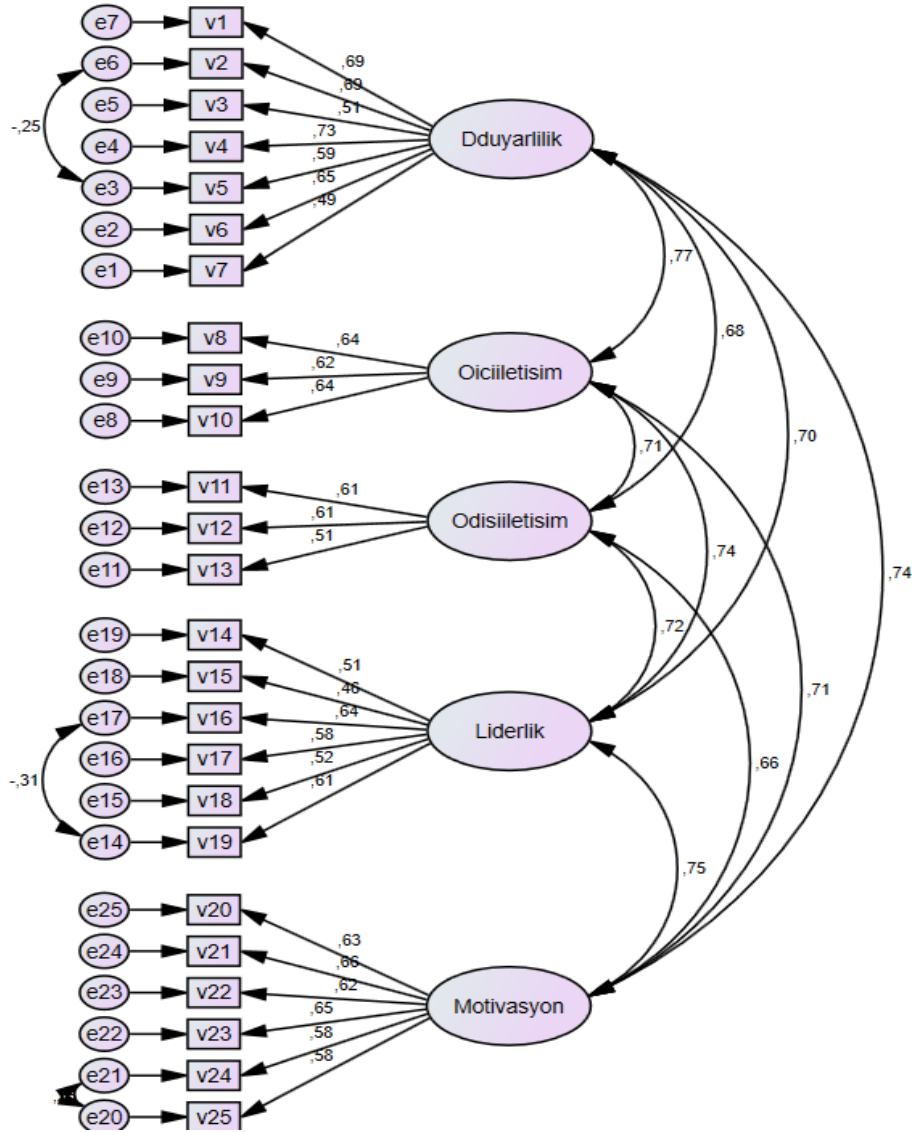 e7 v1
,69
e6 v2
,69
e5 v3
,51
-,25
e4 v4
,73
Dduyarlilik
e3 v5
,59
e2 v6
,65
e1 v7
,49
,77
e10 v8
,64
,68
e9 v9
,62
Oiciiletisim
e8 v10
,64
,70
,71
e13 v11
,61
e12 v12
,61
Odisiiletisim
e11 v13
,51
,74
,74
e19 v14
,72
,51
e18 v15
,46
,71
e17 v16
,64
Liderlik
e16 v17
,58
,66
-,31
e15 v18
,52
e14 v19
,61
,75
e25 v20
,63
e24 v21
,66
e23 v22
,62
Motivasyon
e22 v23
,65
e21 v24
,58
e20 v25
,58